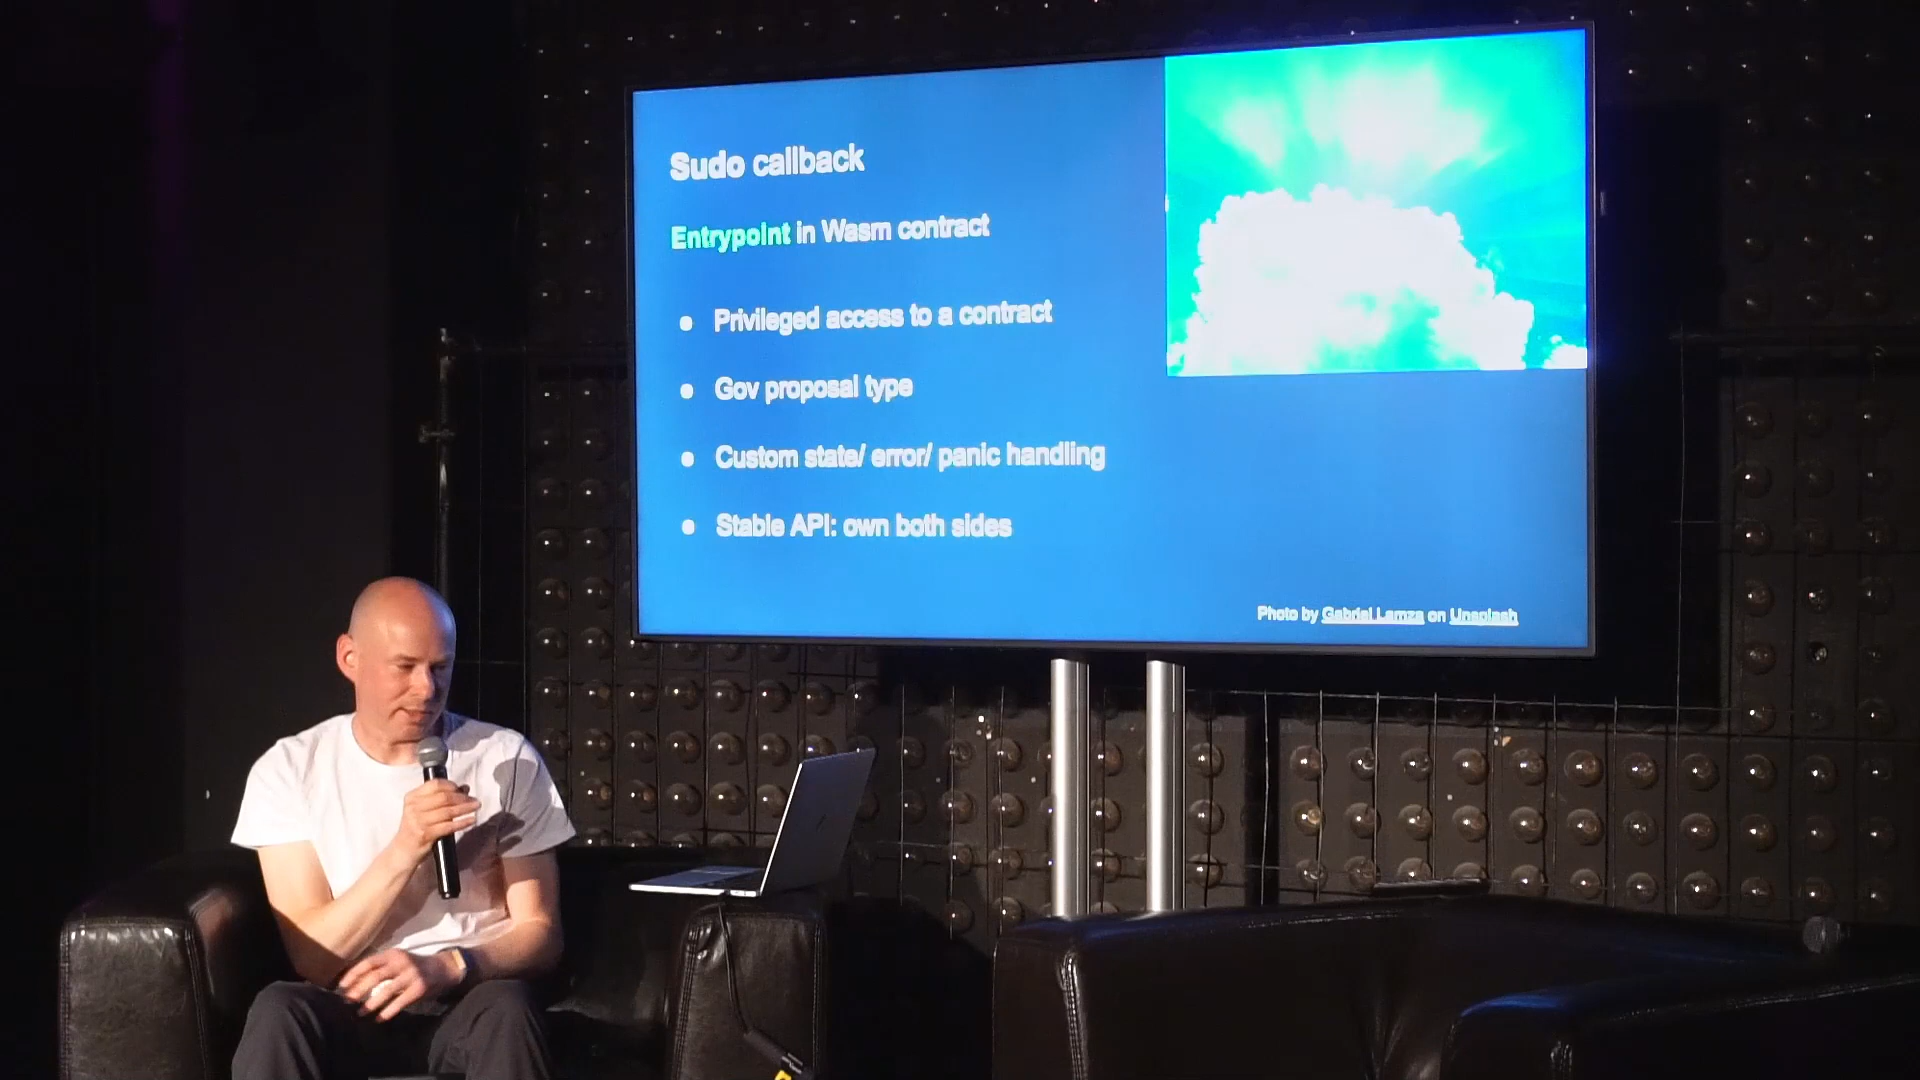 Sudo callback
Entrypoint in Wasm contract
Privileged access to a contract
Gov proposal type
Custom state/ error/ panic handling
Stable API: own both sides
Photo by Gabriel Lamza on Unsplash